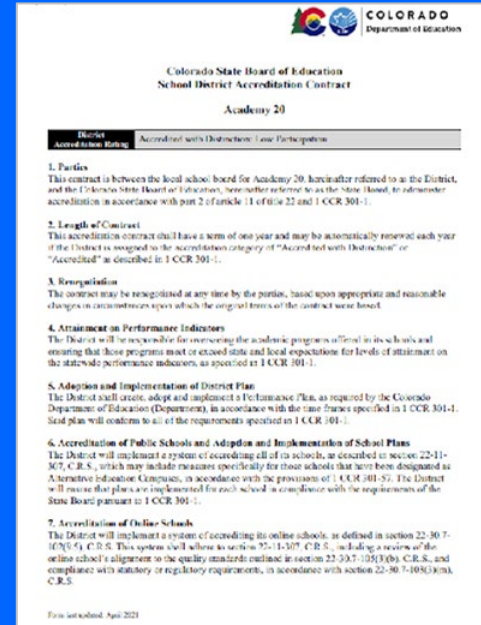 COLORADO
Department of Education
Colorado State Board of Education
School District Accreditation Contract
Academy 20
District
Accreditation Rating
Accredited with Distinction: Low Participation
1. Parties
This contract is between the local school board for Academy 20, hereinafter referred to as the District,
and the Colorado State Board of Education, hereinafter referred to as the State Board, to administer
accreditation in accordance with part 2 of article 11 of title 22 and 1 CCR 301-1.
2. Length of Contract
This accreditation contract shall have a term of one year and may be automatically renewed each year
if the District is assigned to the accreditation category of “Accredited with Distinction” or
“Accredited” as described in 1 CCR 301-1.
3. Renegotiation
The contract may be renegotiated at any time by the parties, based upon appropriate and reasonable
changes in circumstances upon which the original terms of the contract were based.
4. Attainment on Performance Indicators
The District will be responsible for overseeing the academic programs offered in its schools and
ensuring that those programs meet or exceed state and local expectations for levels of attainment on
the statewide performance indicators, as specified in 1 CCR 301-1.
5. Adoption and Implementation of District Plan
The District shall create, adopt and implement a Performance Plan, as required by the Colorado
Department of Education (Department), in accordance with the time frames specified in 1 CCR 301-1.
Said plan will conform to all of the requirements specified in 1 CCR 301-1.
6. Accreditation of Public Schools and Adoption and Implementation of School Plans
The District will implement a system of accrediting all of its schools, as described in section 22-11-
307, C.R.S., which may include measures specifically for those schools that have been designated as
Alternative Education Campuses, in accordance with the provisions of 1 CCR 301-57. The District
will ensure that plans are implemented for each school in compliance with the requirements of the
State Board pursuant to 1 CCR 301-1.
7. Accreditation of Online Schools
The District will implement a system of accrediting its online schools, as defined in section 22-30.7-
102(9.5), C.R.S. This system shall adhere to section 22-11-307, C.R.S., including a review of the
online school’s alignment to the quality standards outlined in section 22-30.7-105(3)(b), C.R.S., and
compliance with statutory or regulatory requirements, in accordance with section 22-30.7-103(3)(m),
C.R.S.
Form last updated: April 2021